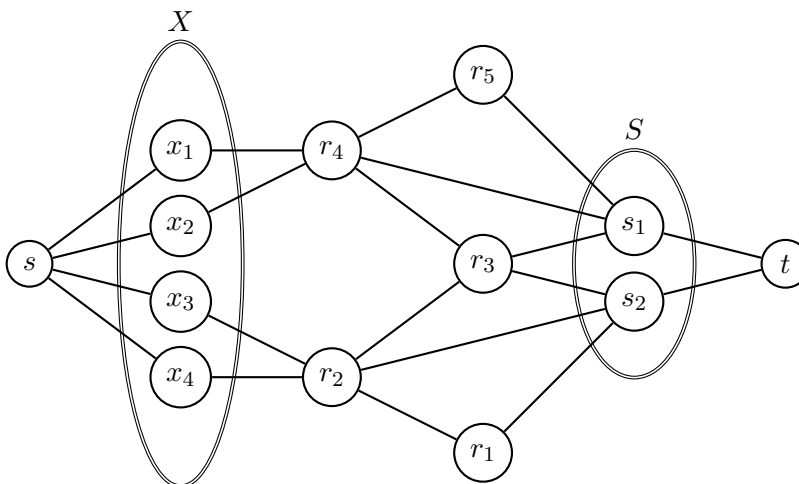 X
r₅
S
x₁
r₄
x₂
s₁
s
r₃
t
x₃
s₂
x₄
r₂
r₁